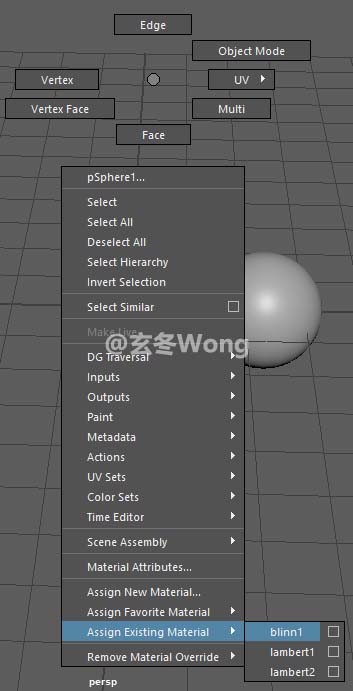 Edge
Object Mode
Vertex
UV
Vertex Face
Multi
Face
pSphere1...
Select
Select All
Deselect All
Select Hierarchy
Invert Selection
Select Similar
Make Live
@玄冬Wong
DG Traversal
Inputs
Outputs
Paint
Metadata
Actions
UV Sets
Color Sets
Time Editor
Scene Assembly
Material Attributes...
Assign New Material...
Assign Favorite Material
Assign Existing Material
blinn1
lambert1
Remove Material Override
lambert2
persp